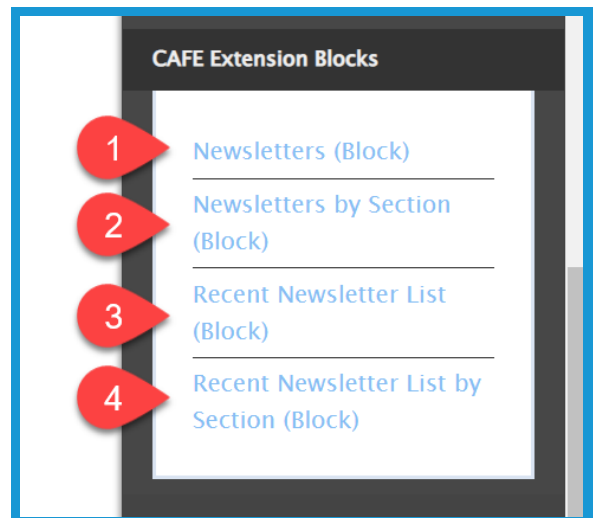 CAFE Extension Blocks
1
Newsletters (Block)
2
Newsletters by Section
(Block)
3
Recent Newsletter List
(Block)
4
Recent Newsletter List by
Section (Block)